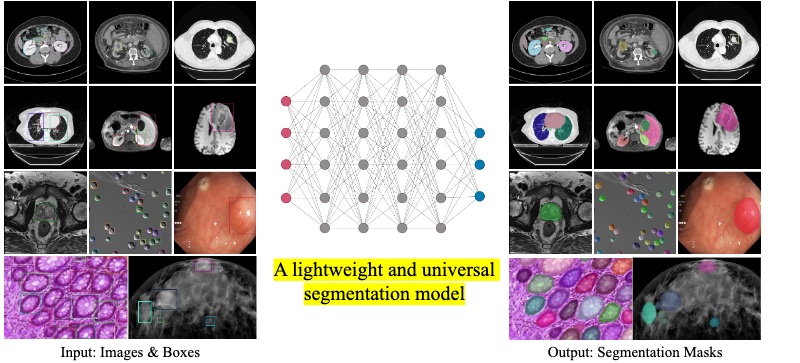 A lightweight and universal
segmentation model
Input: Images & Boxes
Output: Segmentation Masks